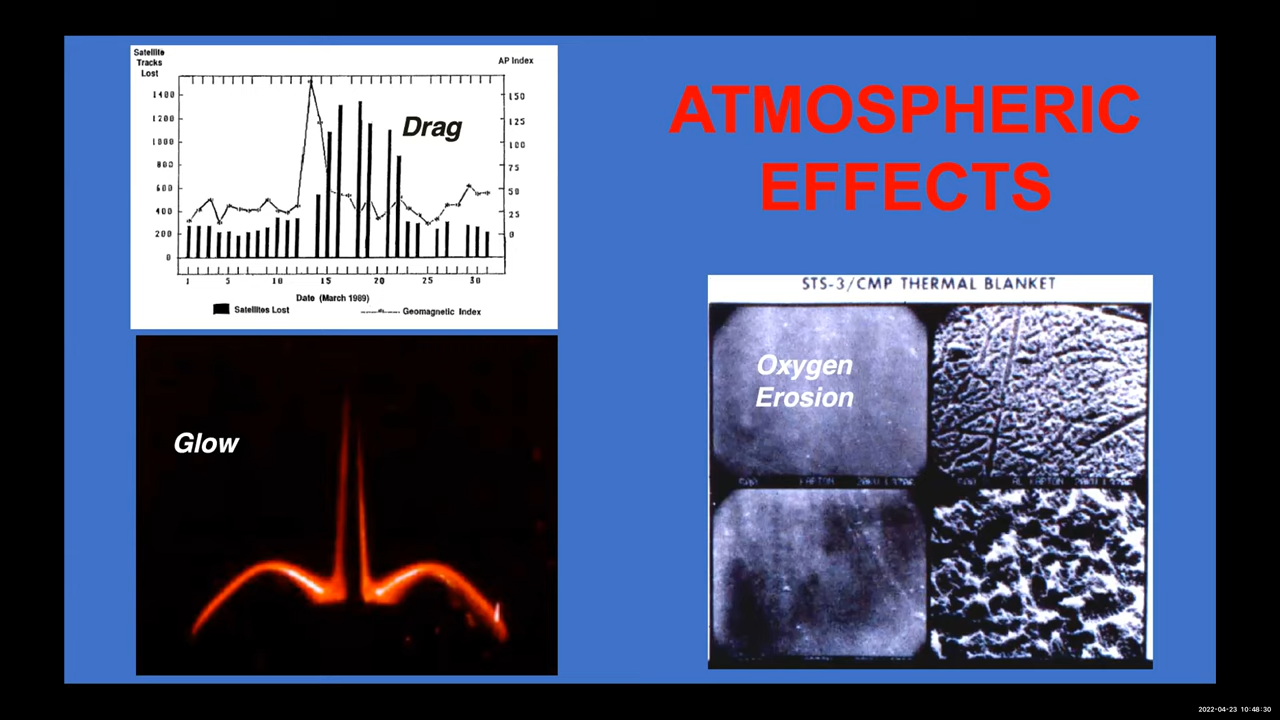 Satellite
Tracks
Lost
AP Index
1400
1200
1000
800
600
400
200
0
150
125
100
75
50
25
0
Drag
1 5 10 15 20 25 30
Date (March 1989)
Satellites Lost Geomagnetic Index
ATMOSPHERIC
EFFECTS
Glow
STS-3/CMP THERMAL BLANKET
Oxygen
Erosion
2022-04-23 10:48:30